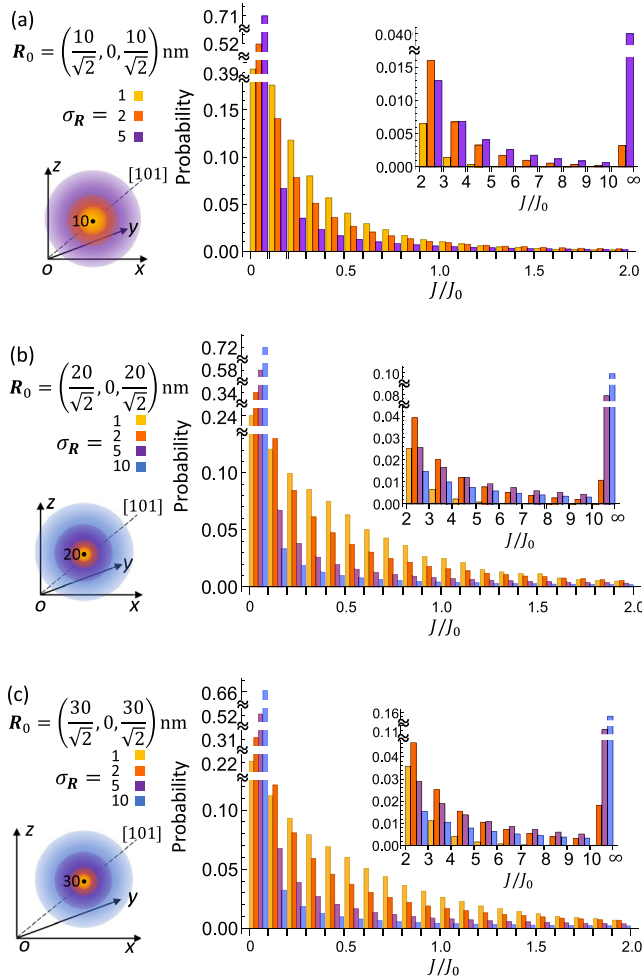 (a)
R₀ = (10/√2, 0, 10/√2) nm
σ_R =
1
2
5
z
[101]
10
y
o
x
Probability
0.71
0.52
0.39
0.15
0.10
0.05
0.00
0
0.5
1.0
1.5
2.0
J/J₀
0.040
0.015
0.010
0.005
0.000
2 3 4 5 6 7 8 9 10 ∞
J/J₀
(b)
R₀ = (20/√2, 0, 20/√2) nm
σ_R =
1
2
5
10
z
[101]
20
y
o
x
Probability
0.72
0.58
0.34
0.24
0.10
0.05
0.00
0
0.5
1.0
1.5
2.0
J/J₀
0.10
0.08
0.04
0.03
0.02
0.01
0.00
2 3 4 5 6 7 8 9 10 ∞
J/J₀
(c)
R₀ = (30/√2, 0, 30/√2) nm
σ_R =
1
2
5
10
z
[101]
30
y
o
x
Probability
0.66
0.52
0.31
0.22
0.10
0.05
0.00
0
0.5
1.0
1.5
2.0
J/J₀
0.16
0.11
0.04
0.02
0.01
0.00
2 3 4 5 6 7 8 9 10 ∞
J/J₀